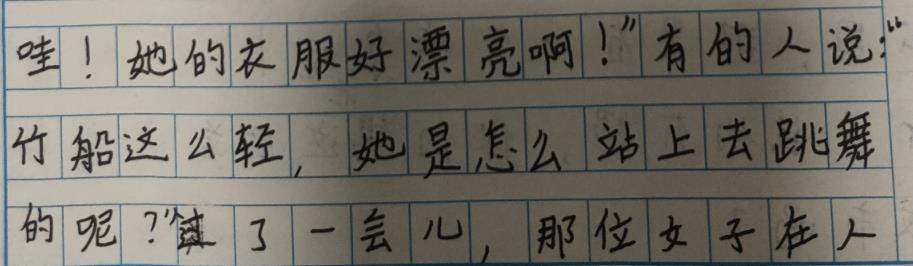 哇！她的衣服好漂亮啊！”有的人说：“
竹船这么轻，她是怎么站上去跳舞
的呢？”过了一会儿，那位女子在人